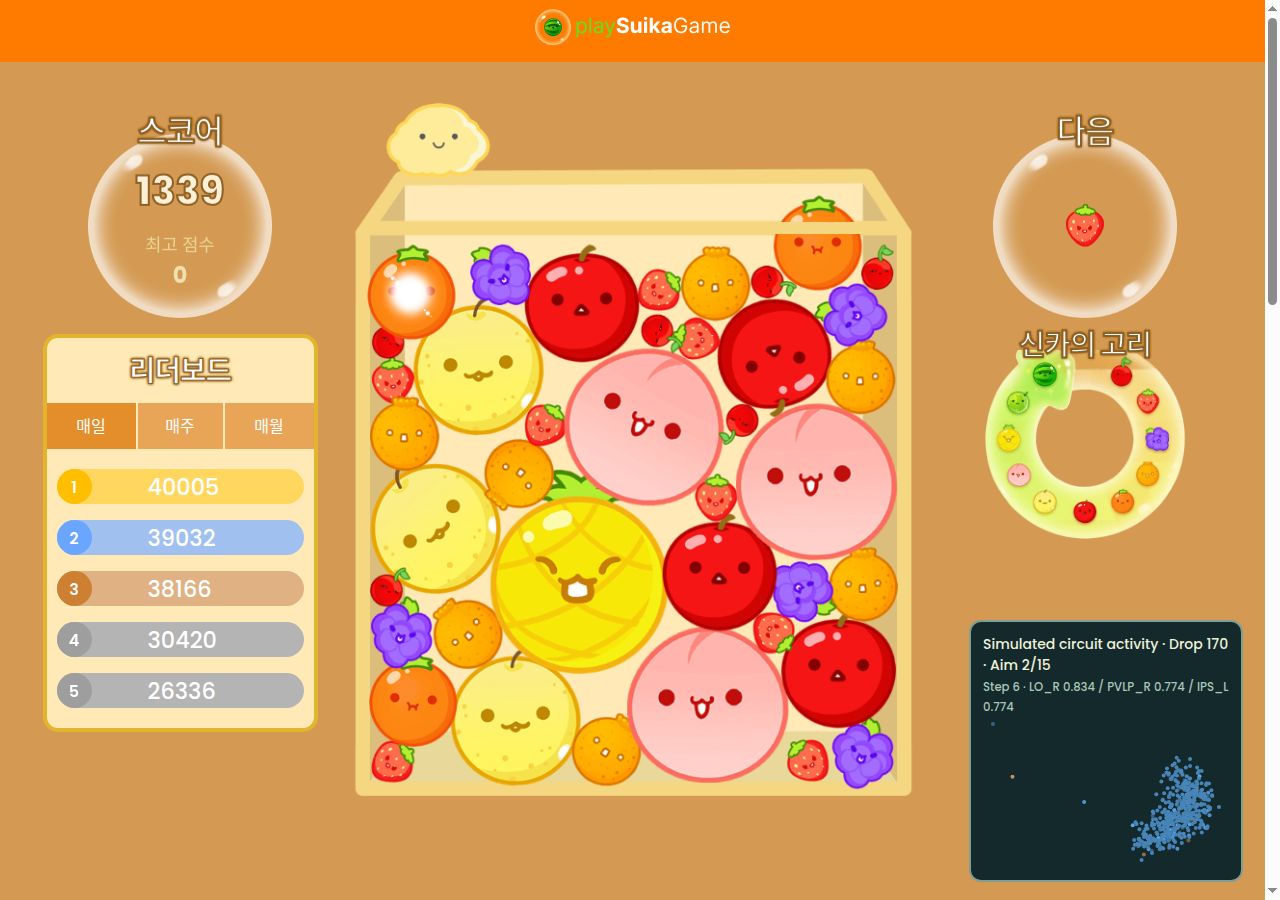 playSuikaGame
스코어
1339
최고 점수
0
다음
신카의 고리
리더보드
매일 매주 매월
1 40005
2 39032
3 38166
4 30420
5 26336
Simulated circuit activity · Drop 170
· Aim 2/15
Step 6 · LO_R 0.834 / PVLP_R 0.774 / IPS_L
0.774